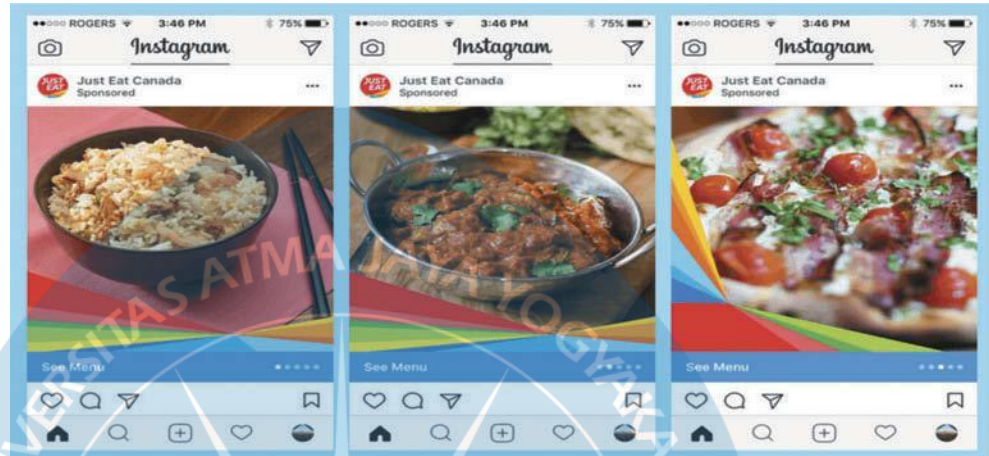 ROGERS 3:46 PM 75%
Instagram
JUST EAT
Just Eat Canada
Sponsored
See Menu
ROGERS 3:46 PM 75%
Instagram
JUST EAT
Just Eat Canada
Sponsored
See Menu
ROGERS 3:46 PM 75%
Instagram
JUST EAT
Just Eat Canada
Sponsored
See Menu
VERSITAS ATMA JAYA YOGYAKA